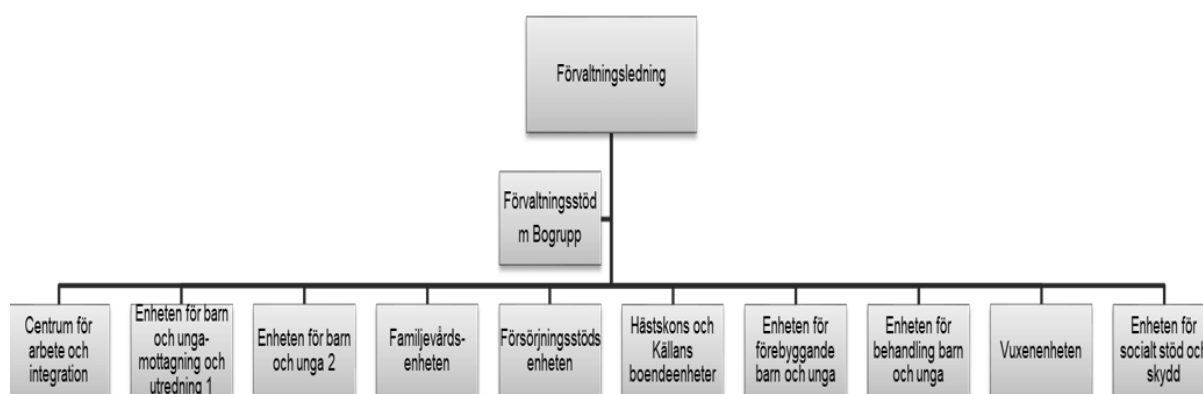 Förvaltningsledning
Förvaltningsstöd
m Bogrupp
Centrum för
arbete och
integration
Enheten för barn
och unga-
mottagning och
utredning 1
Enheten för barn
och unga 2
Familjevårds-
enheten
Försörjningsstöds
enheten
Hästskons och
Källans
boendeenheter
Enheten för
förebyggande
barn och unga
Enheten för
behandling barn
och unga
Vuxenenheten
Enheten för
socialt stöd och
skydd